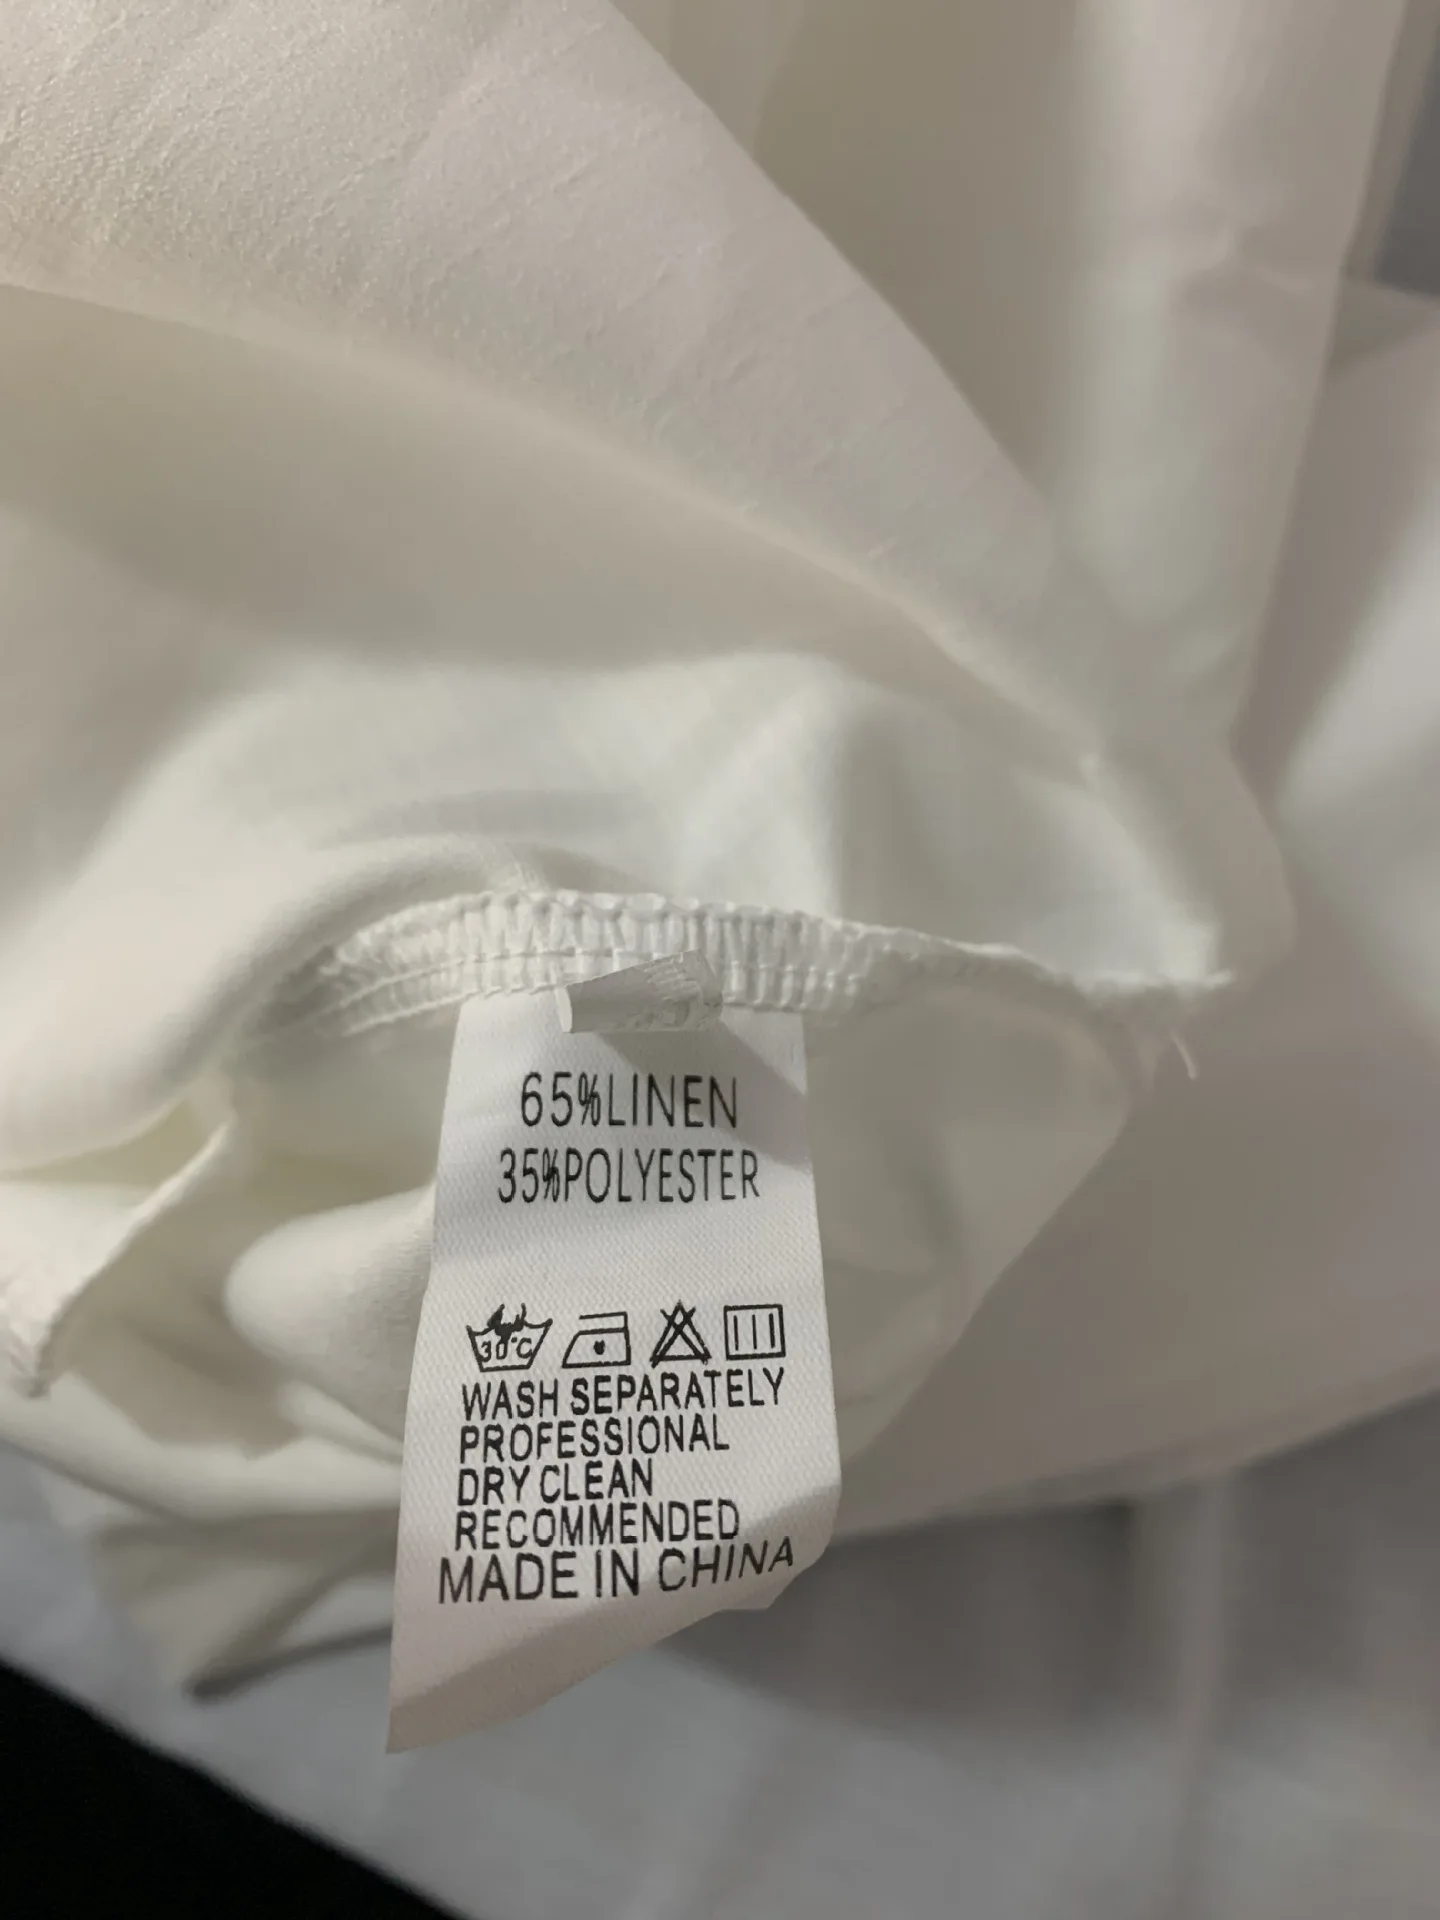 65%LINEN
35%POLYESTER
30°C
WASH SEPARATELY
PROFESSIONAL
DRY CLEAN
RECOMMENDED
MADE IN CHINA